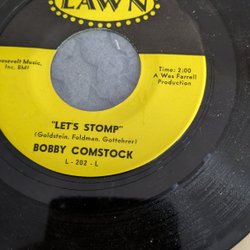 LAWN
Roosevelt Music,
Inc. BMI
Time: 2:00
A Wes Farrell
Production
"LET'S STOMP"
(Goldstein, Feldman, Gottehrer)
BOBBY COMSTOCK
L - 202 - L